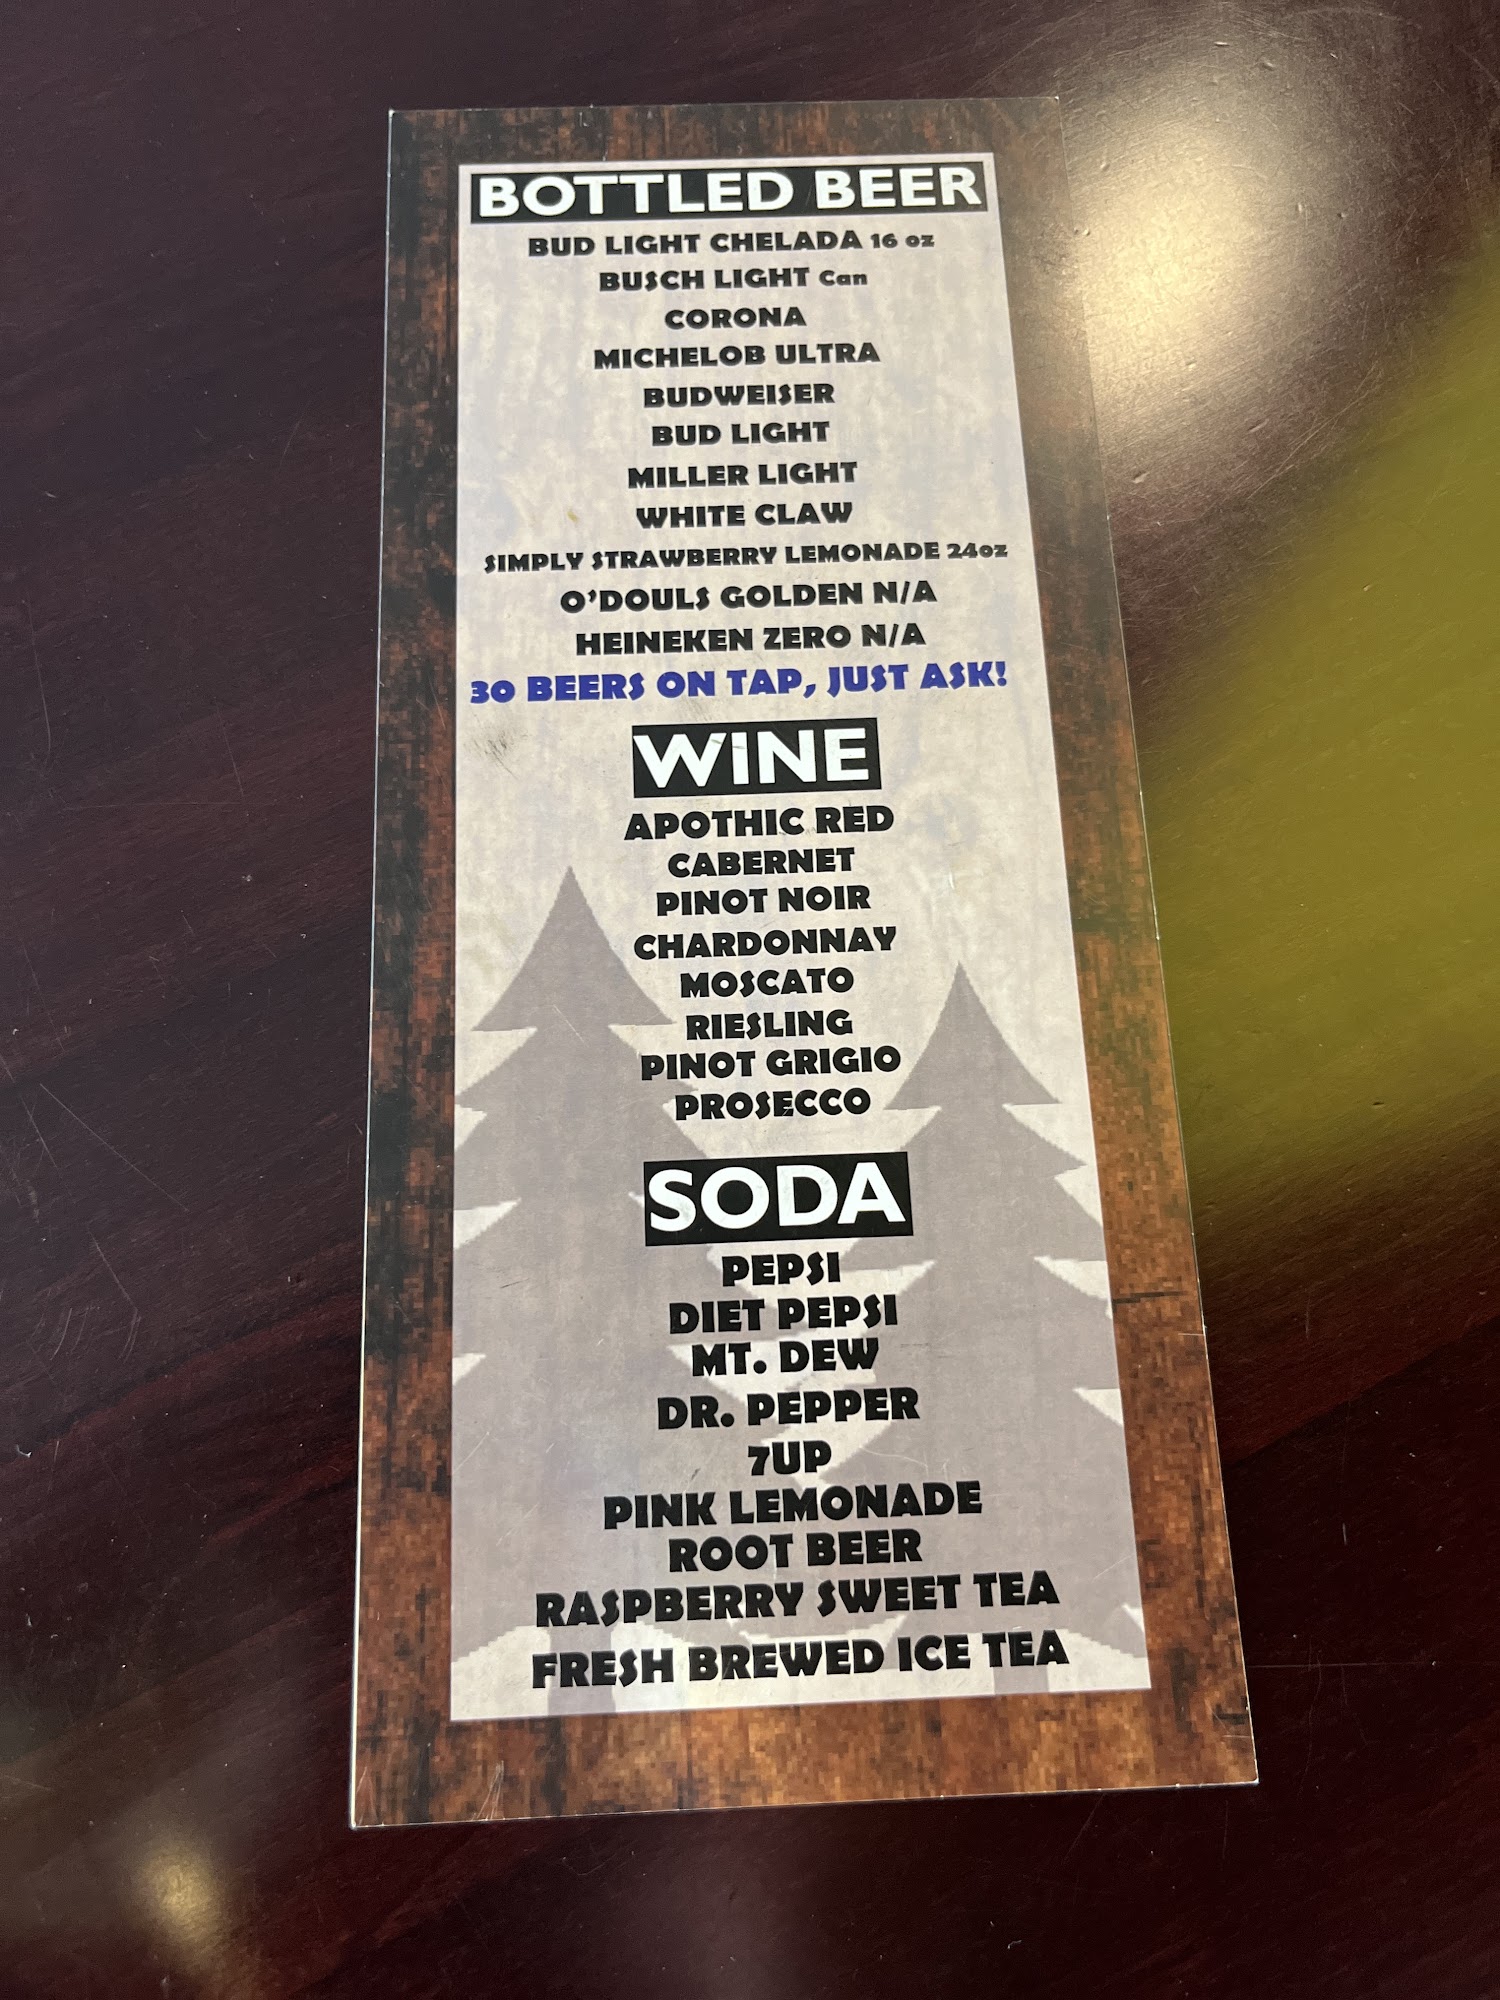 BOTTLED BEER
BUD LIGHT CHELADA 16 oz
BUSCH LIGHT Can
CORONA
MICHELOB ULTRA
BUDWEISER
BUD LIGHT
MILLER LIGHT
WHITE CLAW
SIMPLY STRAWBERRY LEMONADE 24oz
O'DOULS GOLDEN N/A
HEINEKEN ZERO N/A
30 BEERS ON TAP, JUST ASK!
WINE
APOTHIC RED
CABERNET
PINOT NOIR
CHARDONNAY
MOSCATO
RIESLING
PINOT GRIGIO
PROSECCO
SODA
PEPSI
DIET PEPSI
MT. DEW
DR. PEPPER
7UP
PINK LEMONADE
ROOT BEER
RASPBERRY SWEET TEA
FRESH BREWED ICE TEA